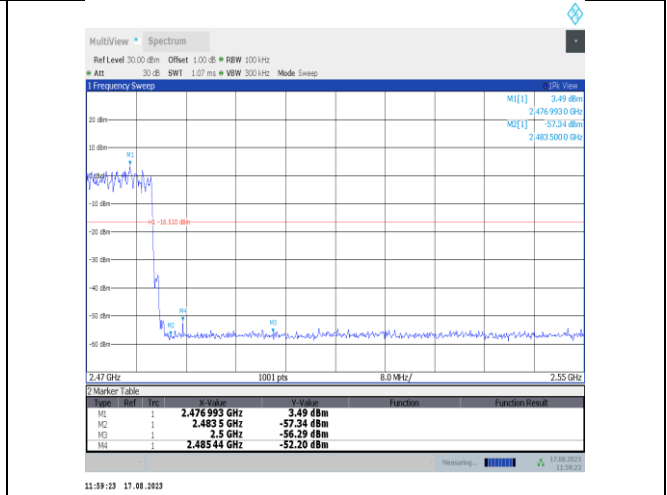 MultiView Spectrum
Ref Level 30.00 dBm Offset 1.00 dB RBW 100 kHz
Att 30 dB SWT 1.07 ms VBW 300 kHz Mode Sweep
1 Frequency Sweep 1Pk View
M1[1] 3.49 dBm
2.476 993 0 GHz
M2[1] -57.34 dBm
2.483 500 0 GHz
20 dBm
10 dBm
M1
0 dBm
-10 dBm
H1 -16.510 dBm
-20 dBm
-30 dBm
-40 dBm
-50 dBm
M4
M2 M3
-60 dBm
2.47 GHz 1001 pts 8.0 MHz/ 2.55 GHz
2 Marker Table
Type Ref Trc X-Value Y-Value Function Function Result
M1 1 2.476 993 GHz 3.49 dBm
M2 1 2.483 5 GHz -57.34 dBm
M3 1 2.5 GHz -56.29 dBm
M4 1 2.485 44 GHz -52.20 dBm
Measuring... 17.08.2023
11:59:23
11:59:23 17.08.2023